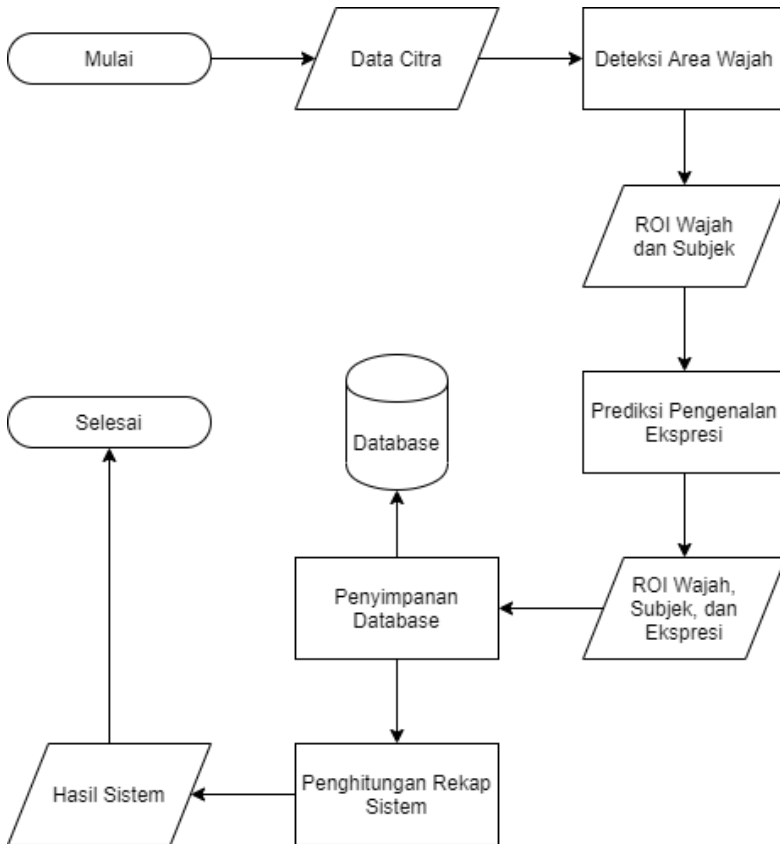 Mulai
Data Citra
Deteksi Area Wajah
ROI Wajah
dan Subjek
Prediksi Pengenalan
Ekspresi
ROI Wajah,
Subjek, dan
Ekspresi
Penyimpanan
Database
Database
Penghitungan Rekap
Sistem
Hasil Sistem
Selesai